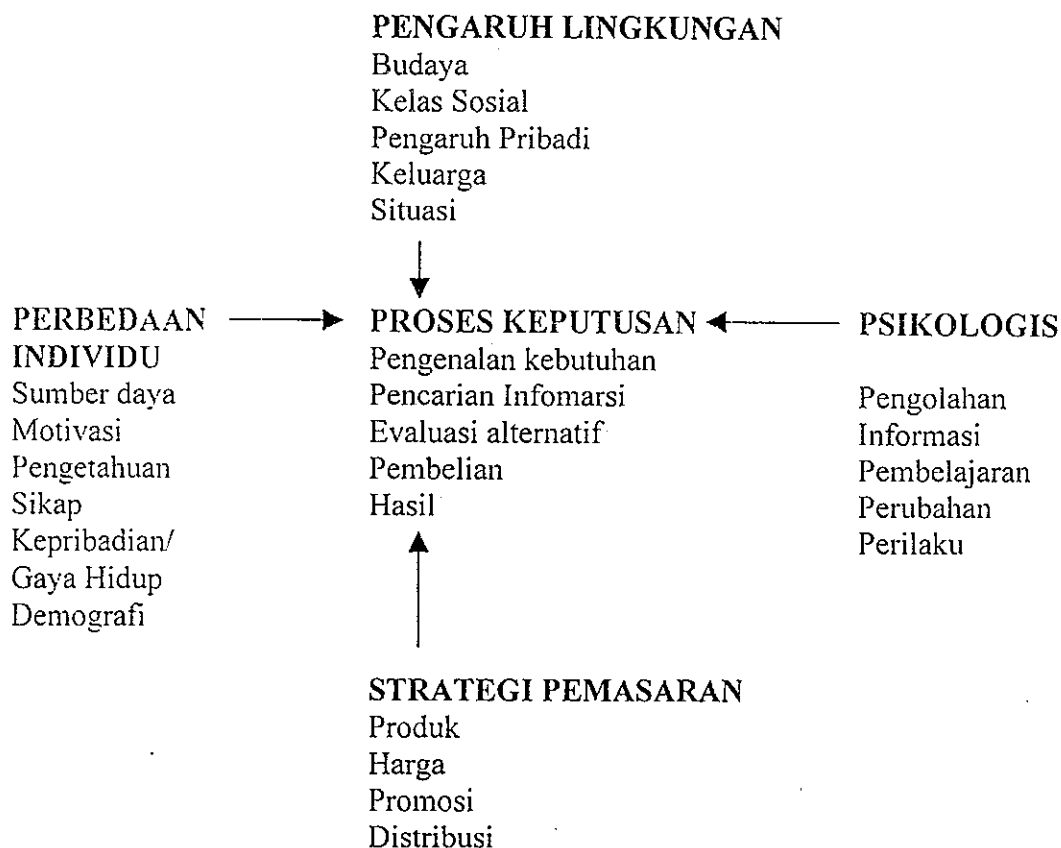 PENGARUH LINGKUNGAN
Budaya
Kelas Sosial
Pengaruh Pribadi
Keluarga
Situasi
PERBEDAAN
INDIVIDU
Sumber daya
Motivasi
Pengetahuan
Sikap
Kepribadian/
Gaya Hidup
Demografi
PROSES KEPUTUSAN
Pengenalan kebutuhan
Pencarian Infomarsi
Evaluasi alternatif
Pembelian
Hasil
PSIKOLOGIS
Pengolahan
Informasi
Pembelajaran
Perubahan
Perilaku
STRATEGI PEMASARAN
Produk
Harga
Promosi
Distribusi